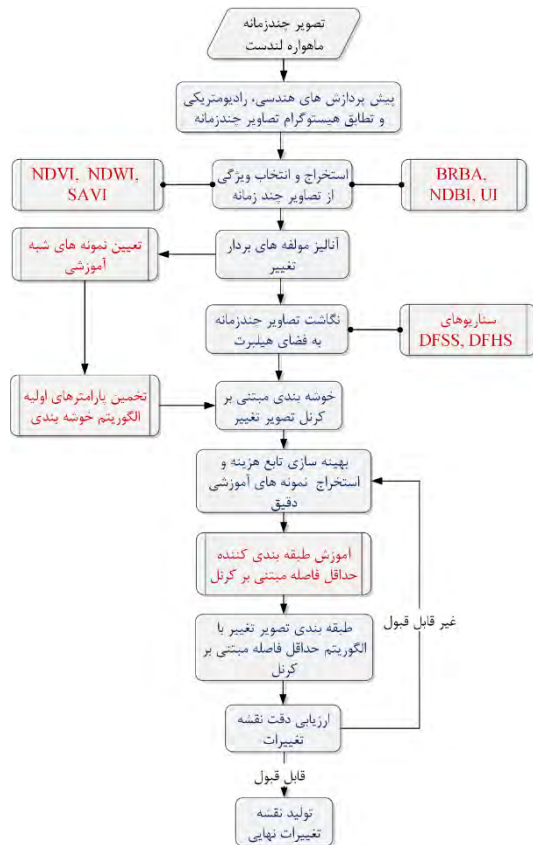 تصویر چندزمانه
ماهواره لندست
پیش پردازش های هندسی، رادیومتریکی
و تطابق هیستوگرام تصاویر چندزمانه
استخراج و انتخاب ویژگی
از تصاویر چند زمانه
BRBA,
NDBI, UI
NDVI, NDWI,
SAVI
آنالیز مولفه های بردار
تغییر
تعیین نمونه های شبه
آموزشی
نگاشت تصاویر چندزمانه
به فضای هیلبرت
سناریوهای
DFSS, DFHS
خوشه بندی مبتنی بر
کرنل تصویر تغییر
تخمین پارامترهای اولیه
الگوریتم خوشه بندی
بهینه سازی تابع هزینه و
استخراج نمونه های آموزشی
دقیق
آموزش طبقه بندی کننده
حداقل فاصله مبتنی بر کرنل
غیر قابل قبول
طبقه بندی تصویر تغییر با
الگوریتم حداقل فاصله مبتنی بر
کرنل
ارزیابی دقت نقشه
تغییرات
قابل قبول
تولید نقشه
تغییرات نهایی